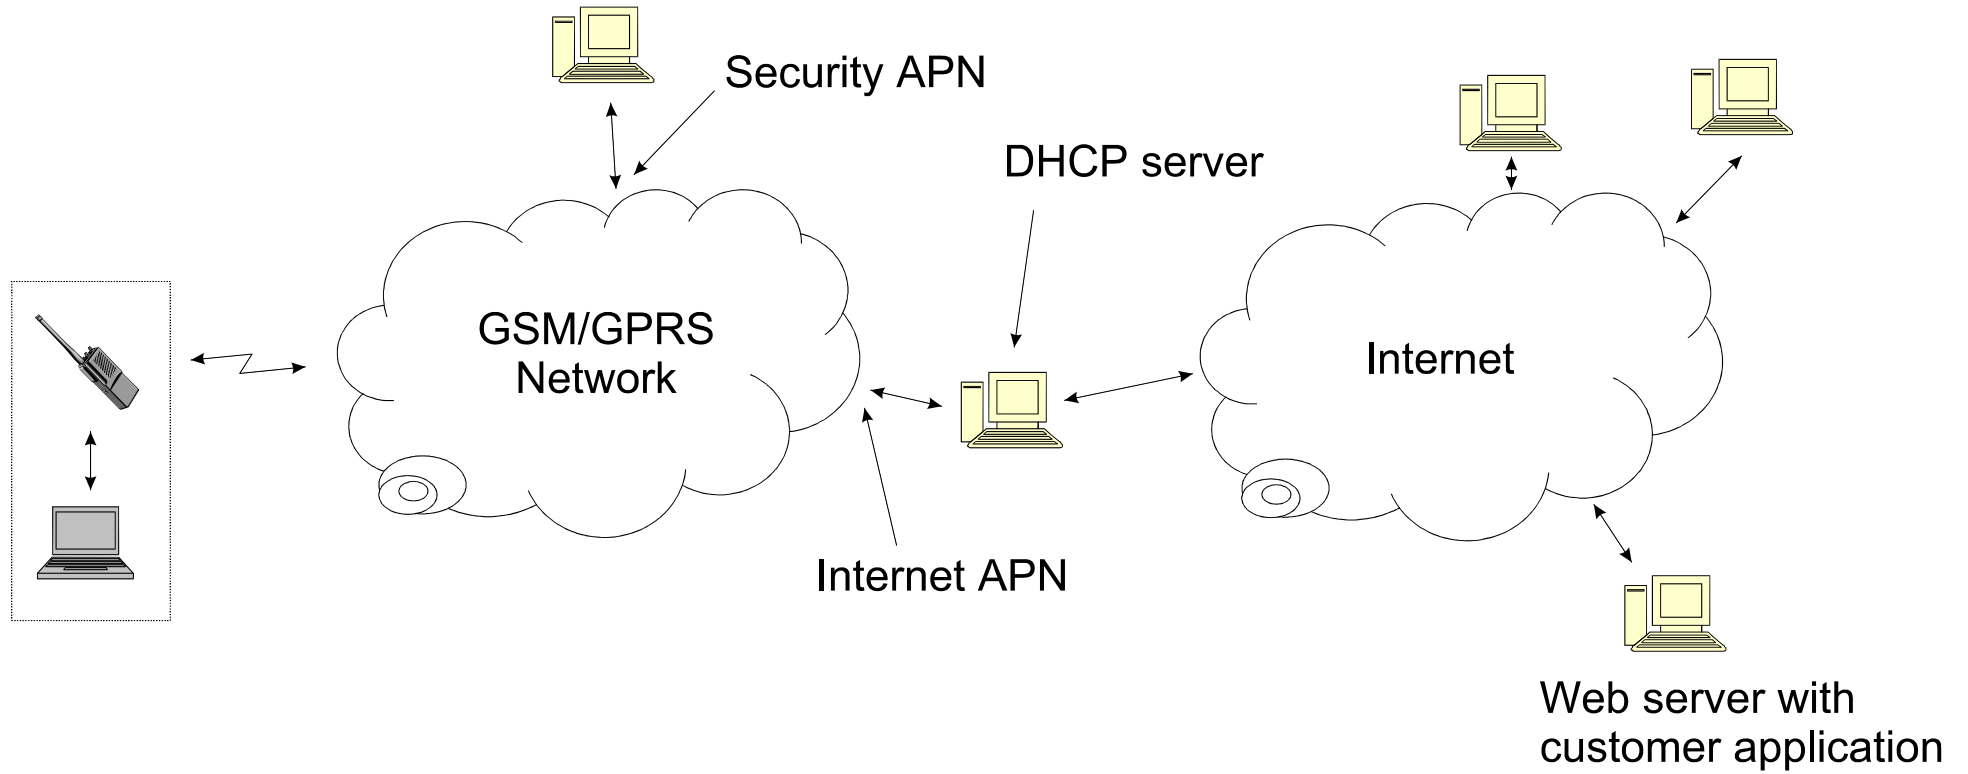 Security APN
DHCP server
GSM/GPRS
Network
Internet
Internet APN
Web server with
customer application